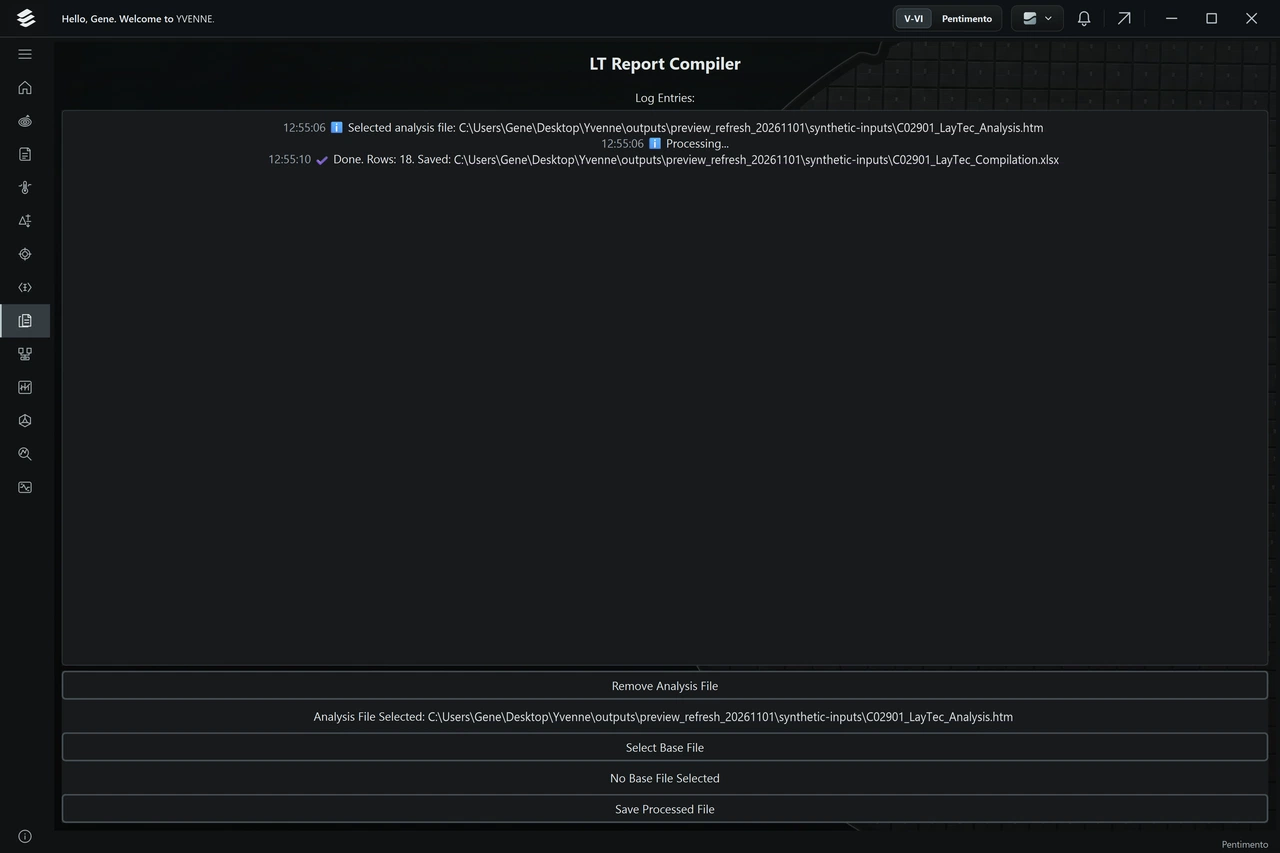 Hello, Gene. Welcome to YVENNE.
V-VI Pentimento
LT Report Compiler
Log Entries:
12:55:06 ℹ️ Selected analysis file: C:\Users\Gene\Desktop\Yvenne\outputs\preview_refresh_20261101\synthetic-inputs\C02901_LayTec_Analysis.htm
12:55:06 ℹ️ Processing...
12:55:10 ✔ Done. Rows: 18. Saved: C:\Users\Gene\Desktop\Yvenne\outputs\preview_refresh_20261101\synthetic-inputs\C02901_LayTec_Compilation.xlsx
Remove Analysis File
Analysis File Selected: C:\Users\Gene\Desktop\Yvenne\outputs\preview_refresh_20261101\synthetic-inputs\C02901_LayTec_Analysis.htm
Select Base File
No Base File Selected
Save Processed File
Pentimento